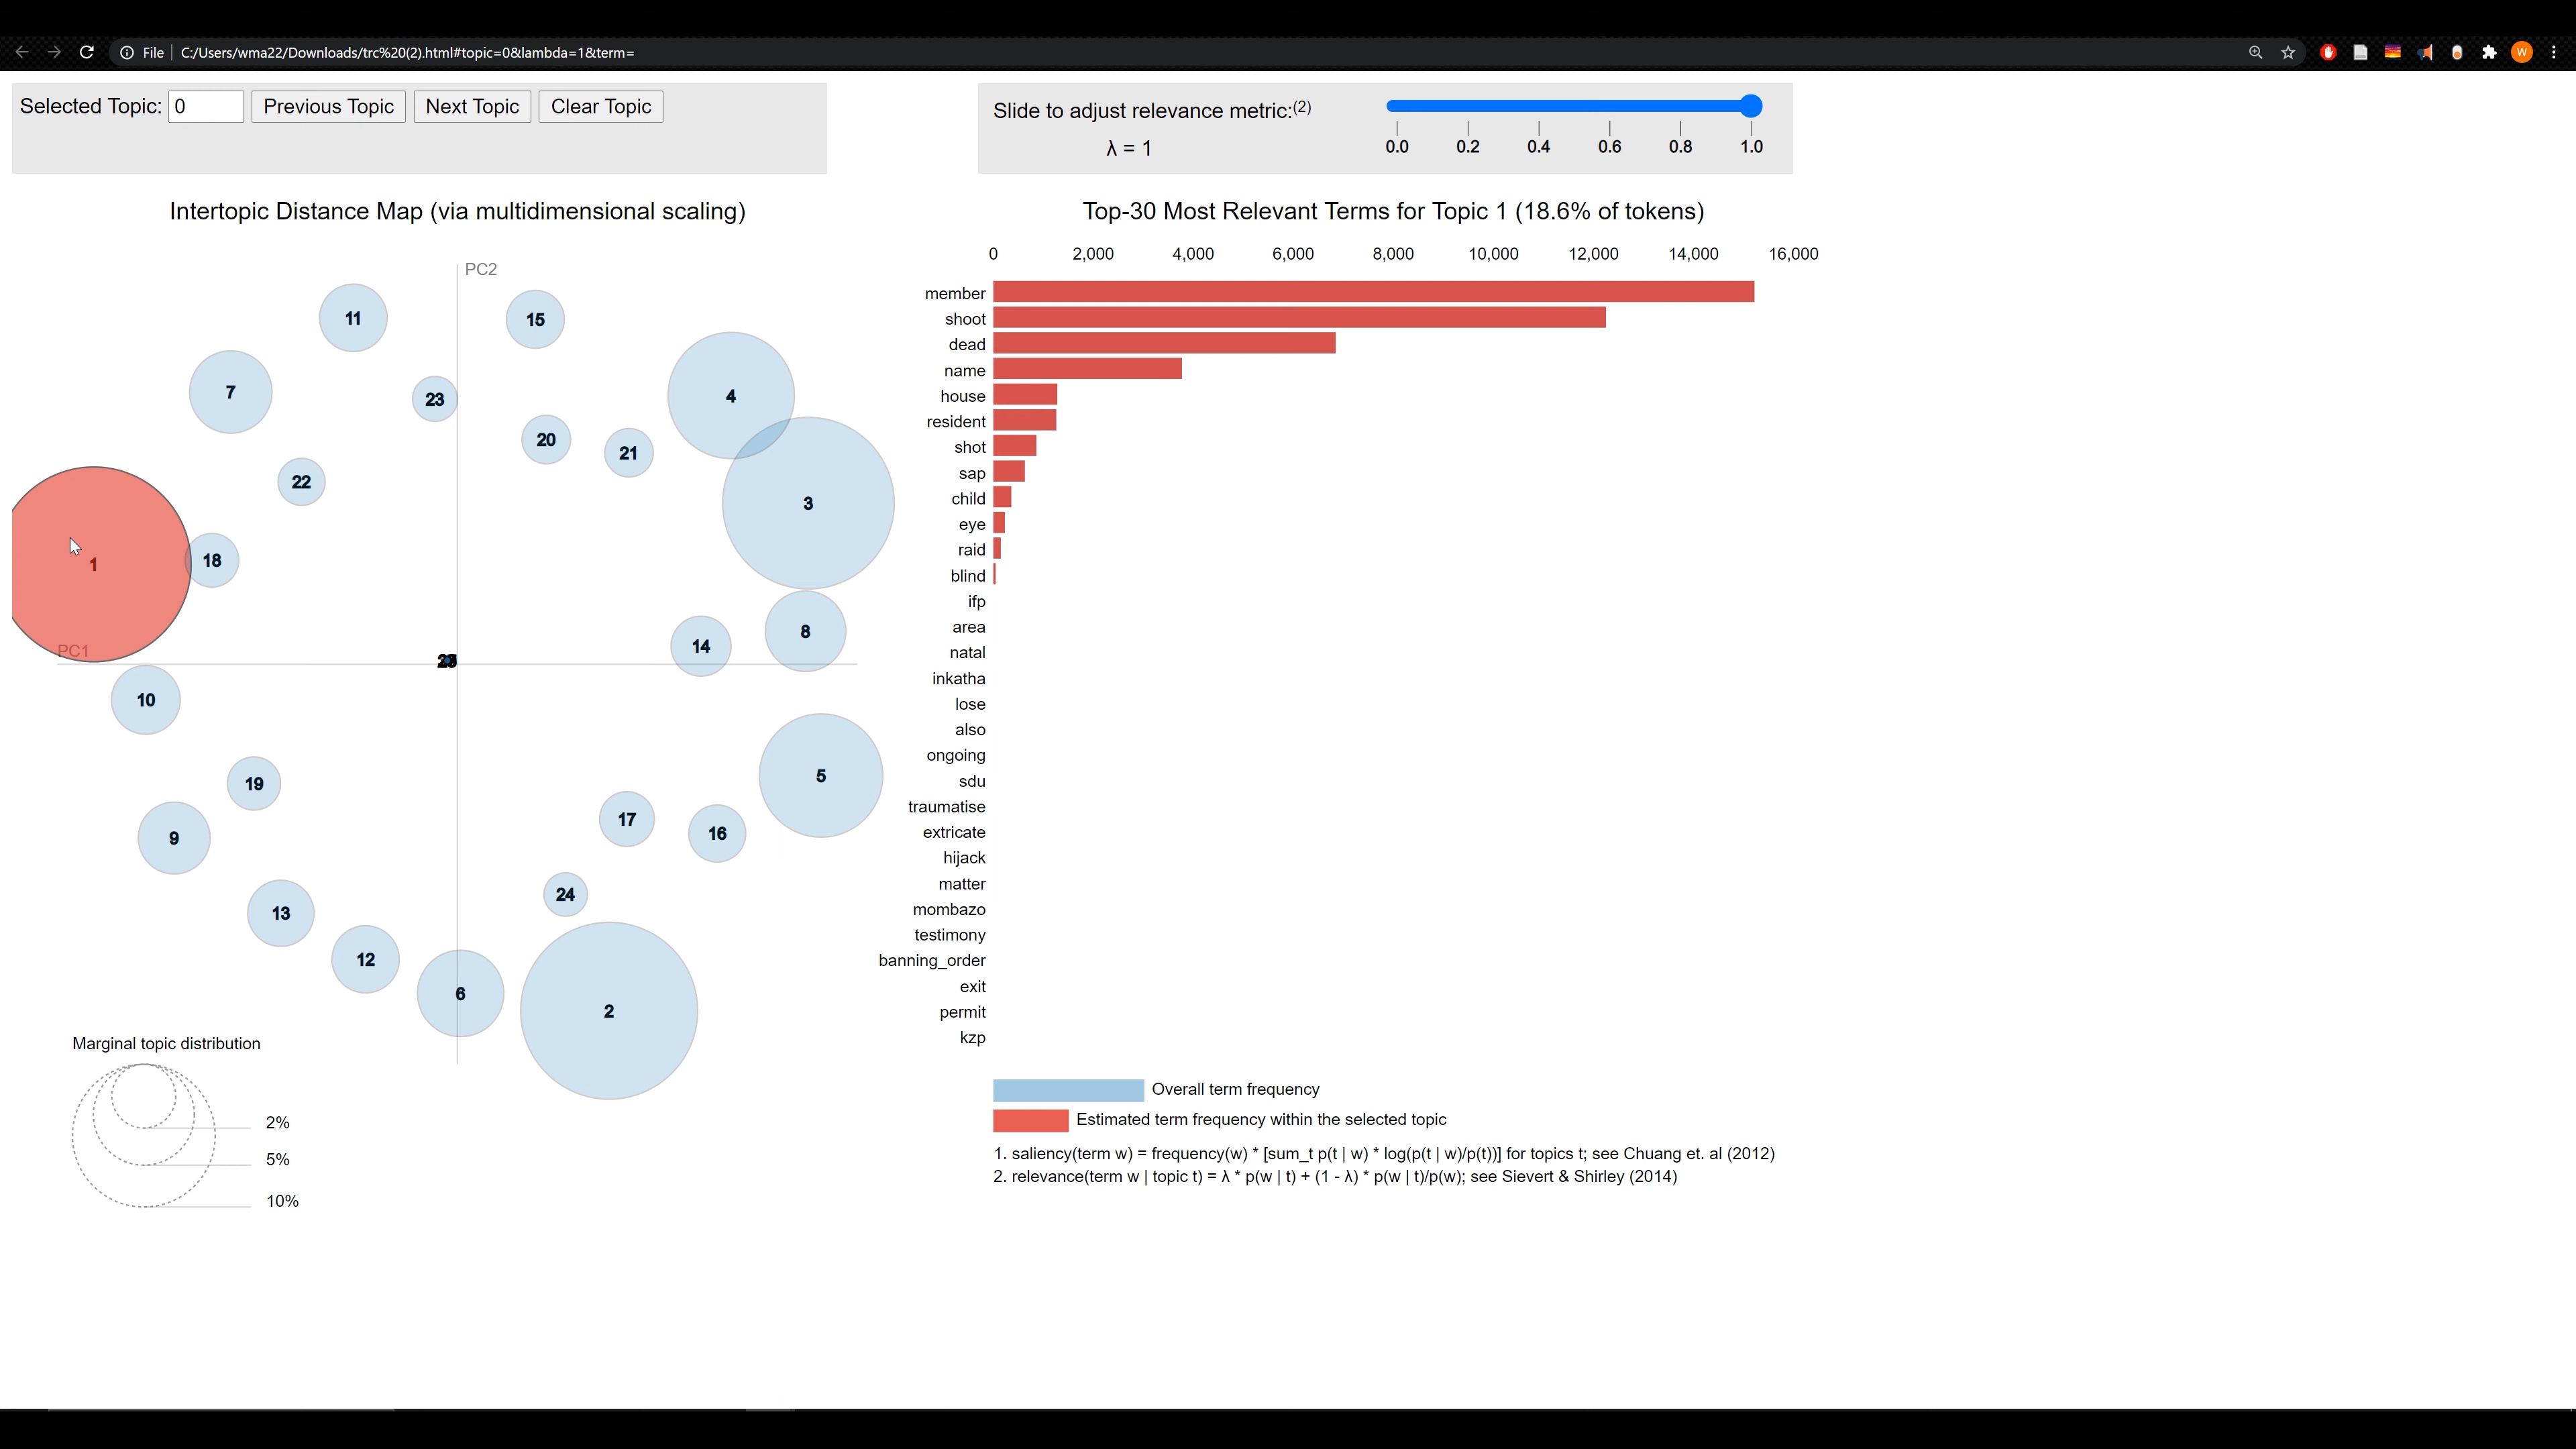 File C:/Users/wma22/Downloads/trc%20(2).html#topic=0&lambda=1&term=
W
Selected Topic: 0 Previous Topic Next Topic Clear Topic
Slide to adjust relevance metric:(2)
λ = 1
0.0 0.2 0.4 0.6 0.8 1.0
Intertopic Distance Map (via multidimensional scaling)
PC2
11
15
7
4
23
20
21
22
3
1
18
PC1
14
8
10
5
19
17
16
9
24
13
12
6
2
Marginal topic distribution
2%
5%
10%
Top-30 Most Relevant Terms for Topic 1 (18.6% of tokens)
0 2,000 4,000 6,000 8,000 10,000 12,000 14,000 16,000
member
shoot
dead
name
house
resident
shot
sap
child
eye
raid
blind
ifp
area
natal
inkatha
lose
also
ongoing
sdu
traumatise
extricate
hijack
matter
mombazo
testimony
banning_order
exit
permit
kzp
Overall term frequency
Estimated term frequency within the selected topic
1. saliency(term w) = frequency(w) * [sum_t p(t | w) * log(p(t | w)/p(t))] for topics t; see Chuang et. al (2012)
2. relevance(term w | topic t) = λ * p(w | t) + (1 - λ) * p(w | t)/p(w); see Sievert & Shirley (2014)